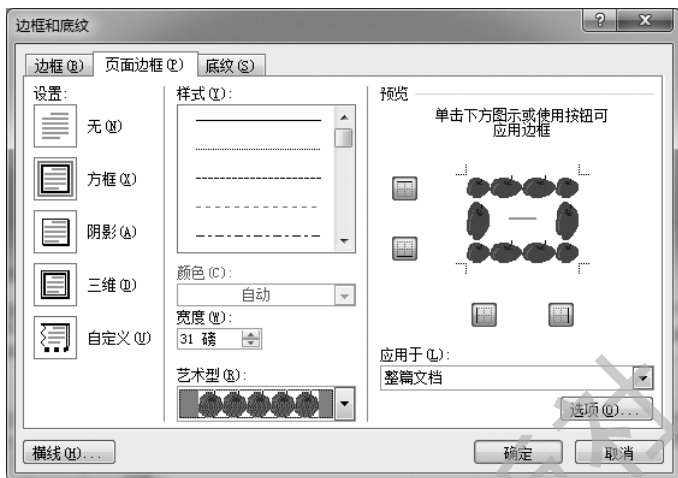 边框和底纹
边框(B) 页面边框(P) 底纹(S)
设置:
无(N)
方框(X)
阴影(A)
三维(D)
自定义(U)
样式(Y):
颜色(C):
自动
宽度(W):
31 磅
艺术型(R):
预览
单击下方图示或使用按钮可
应用边框
应用于(L):
整篇文档
选项(O)...
横线(H)...
确定
取消